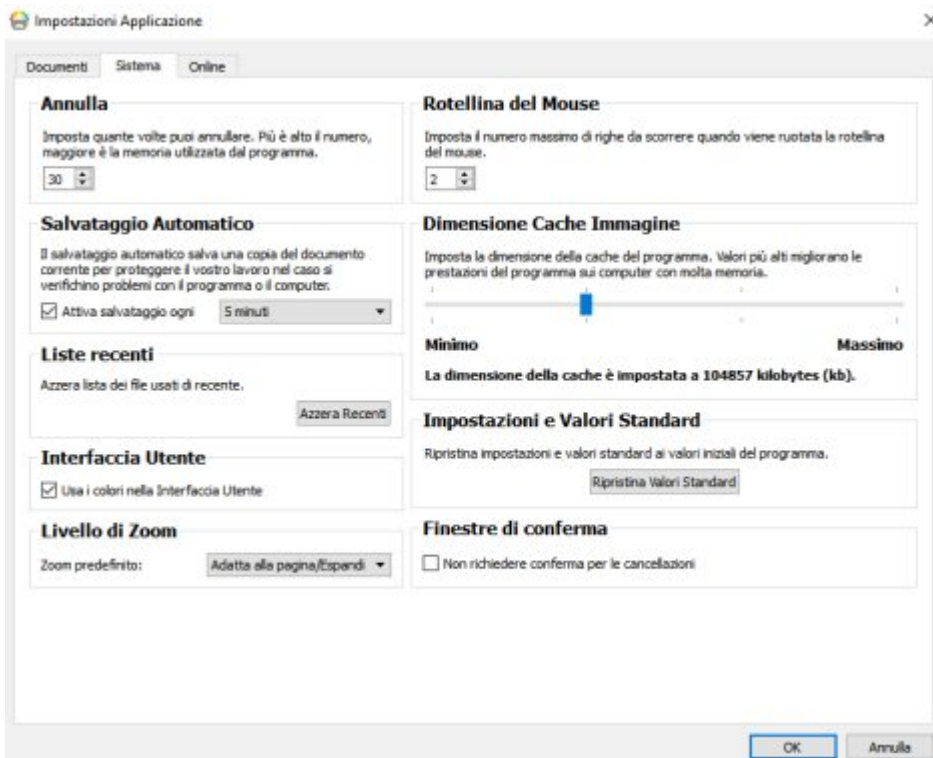 Impostazioni Applicazione
Documenti
Sistema
Online
Annulla
Imposta quante volte puoi annullare. Più è alto il numero,
maggiore è la memoria utilizzata dal programma.
30
Salvataggio Automatico
Il salvataggio automatico salva una copia del documento
corrente per proteggere il vostro lavoro nel caso si
verifichino problemi con il programma o il computer.
Attiva salvataggio ogni
5 minuti
Liste recenti
Azzera lista dei file usati di recente.
Azzera Recenti
Interfaccia Utente
Usa i colori nella Interfaccia Utente
Livello di Zoom
Zoom predefinito:
Adatta alla pagina/Espandi
Rotellina del Mouse
Imposta il numero massimo di righe da scorrere quando viene ruotata la rotellina
del mouse.
2
Dimensione Cache Immagine
Imposta la dimensione della cache del programma. Valori più alti migliorano le
prestazioni del programma sui computer con molta memoria.
Minimo
Massimo
La dimensione della cache è impostata a 104857 kilobytes (kb).
Impostazioni e Valori Standard
Ripristina impostazioni e valori standard ai valori iniziali del programma.
Ripristina Valori Standard
Finestre di conferma
Non richiedere conferma per le cancellazioni
OK
Annulla